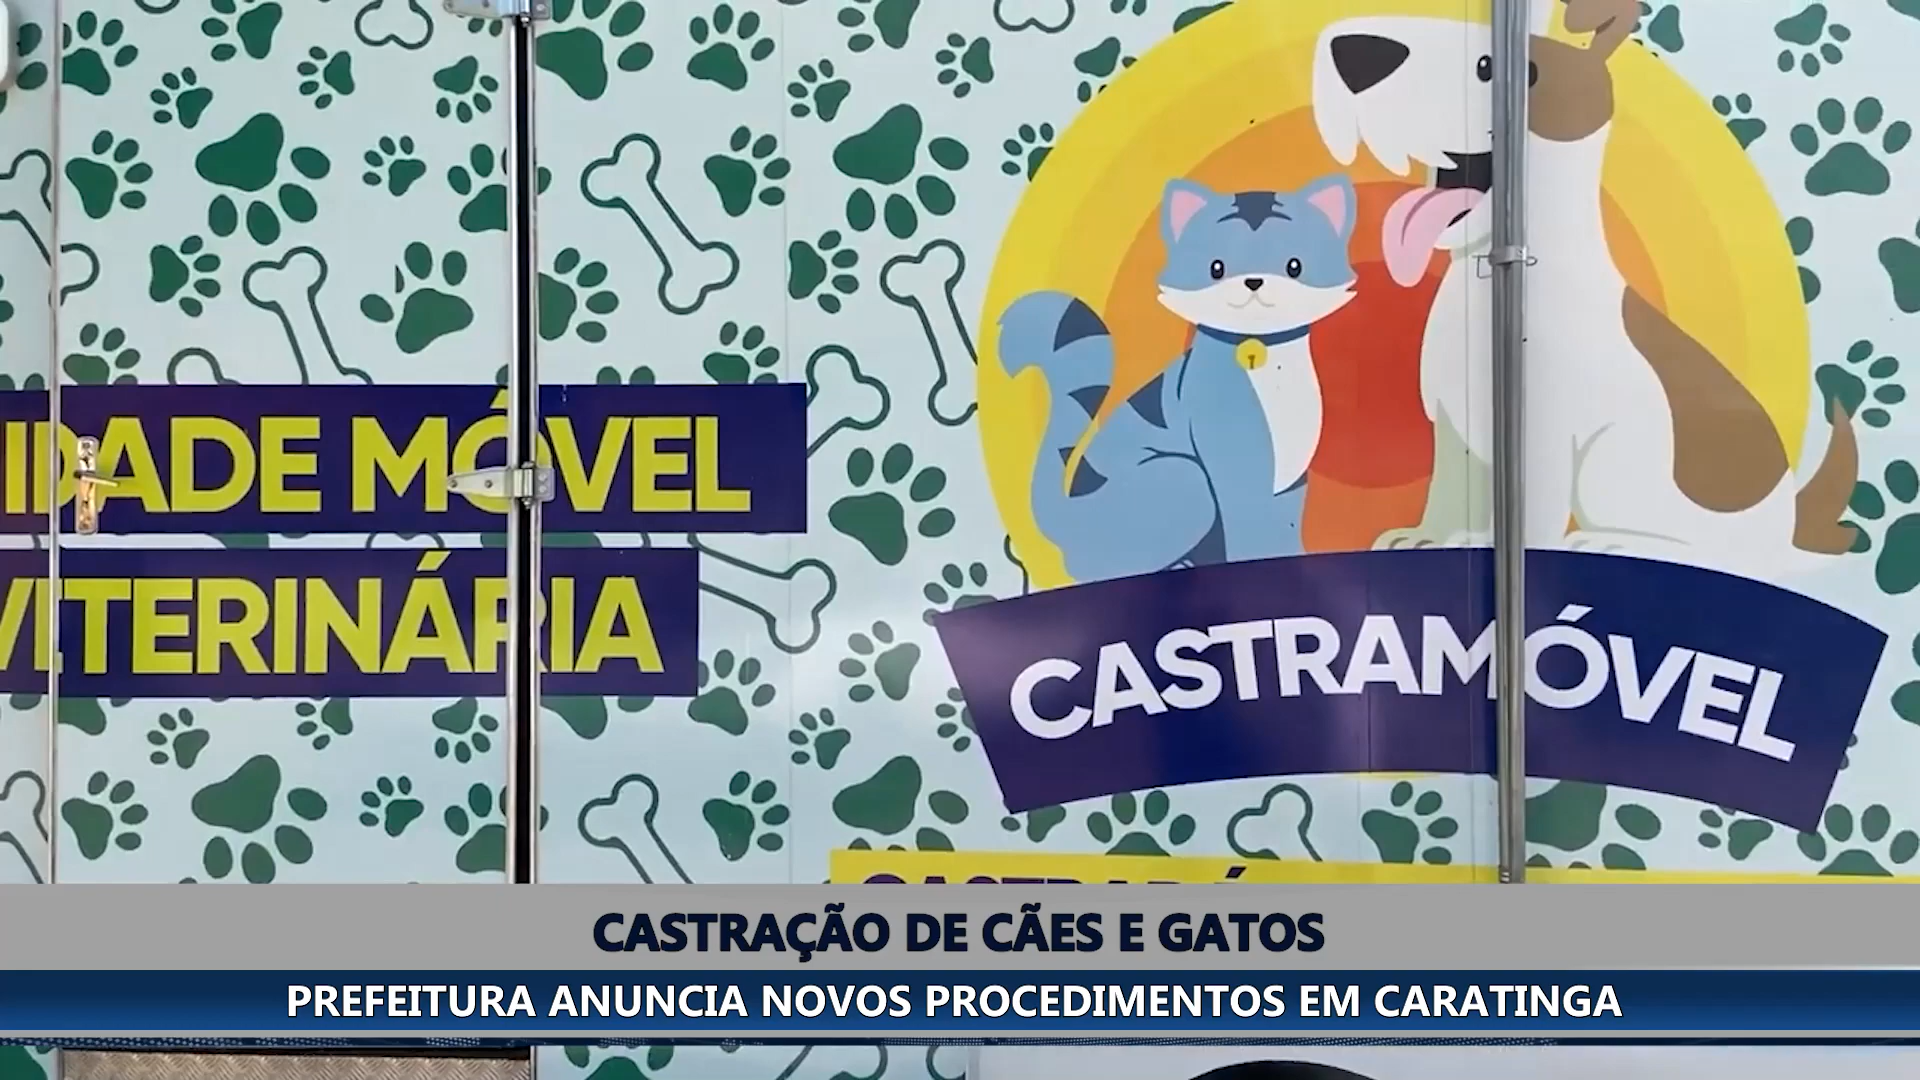 IDADE MÓVEL
VETERINÁRIA
CASTRAMÓVEL
CASTRAÇÃO DE CÃES E GATOS
PREFEITURA ANUNCIA NOVOS PROCEDIMENTOS EM CARATINGA